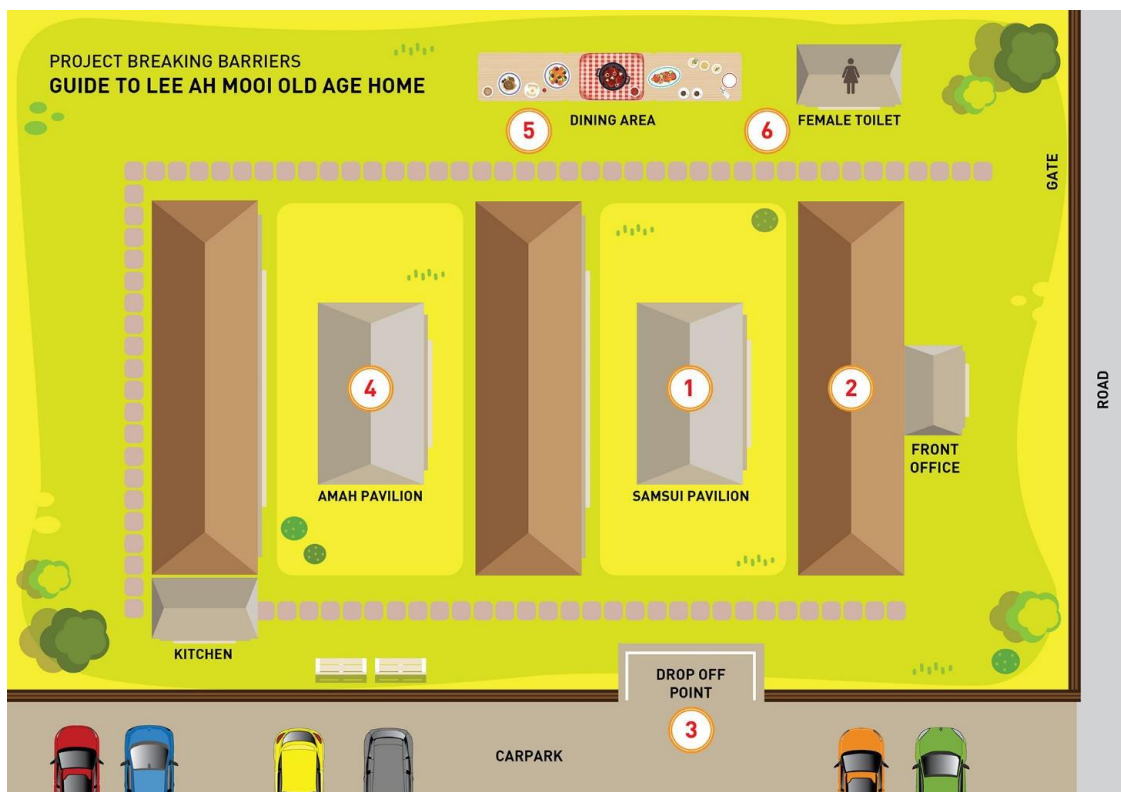 PROJECT BREAKING BARRIERS
GUIDE TO LEE AH MOOI OLD AGE HOME
5
DINING AREA
6
FEMALE TOILET
GATE
4
AMAH PAVILION
1
SAMSUI PAVILION
2
FRONT
OFFICE
ROAD
KITCHEN
DROP OFF
POINT
3
CARPARK